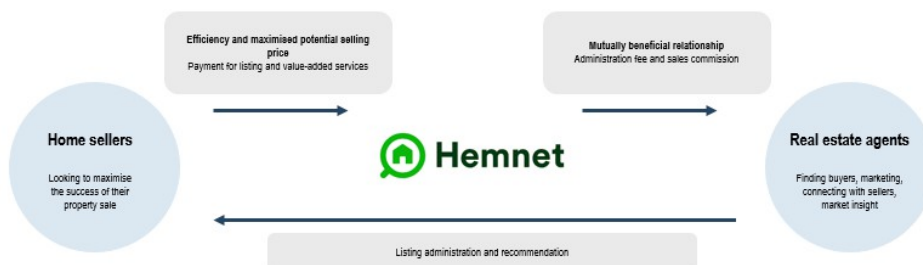 Efficiency and maximised potential selling
price
Payment for listing and value-added services
Mutually beneficial relationship
Administration fee and sales commission
Home sellers
Looking to maximise
the success of their
property sale
Hemnet
Real estate agents
Finding buyers, marketing,
connecting with sellers,
market insight
Listing administration and recommendation